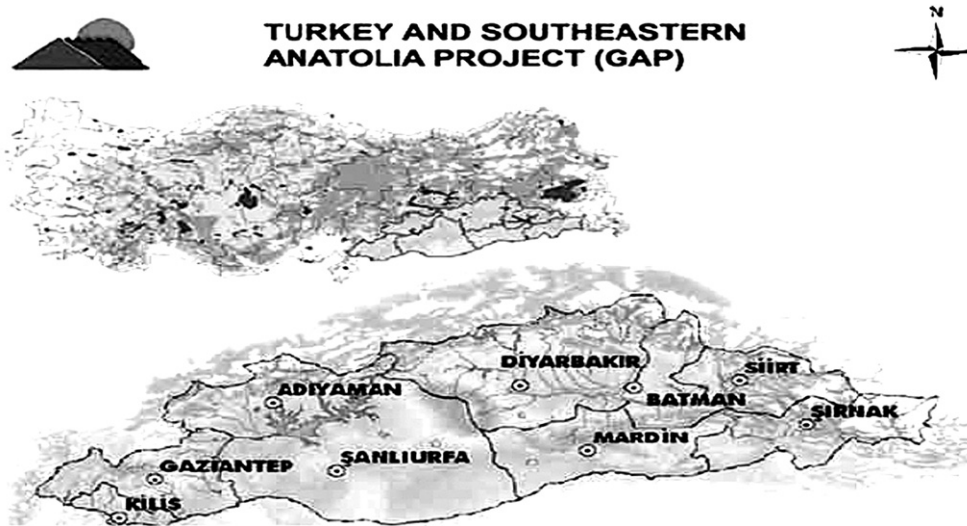 TURKEY AND SOUTHEASTERN
ANATOLIA PROJECT (GAP)
N
DİYARBAKIR
SİİRT
ADIYAMAN
BATMAN
ŞIRNAK
MARDİN
GAZİANTEP
ŞANLIURFA
KİLİS